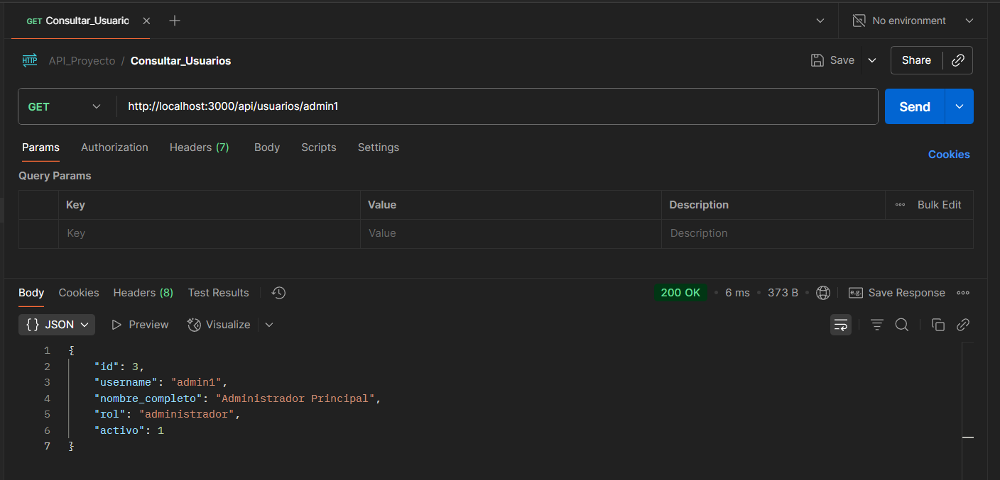 GET Consultar_Usuario
No environment
HTTP API_Proyecto / Consultar_Usuarios
Save
Share
GET http://localhost:3000/api/usuarios/admin1
Send
Params Authorization Headers (7) Body Scripts Settings
Cookies
Query Params
Key Value Description Bulk Edit
Key Value Description
Body Cookies Headers (8) Test Results
200 OK • 6 ms • 373 B • e.g. Save Response
{} JSON Preview Visualize
1 {
2 "id": 3,
3 "username": "admin1",
4 "nombre_completo": "Administrador Principal",
5 "rol": "administrador",
6 "activo": 1
7 }